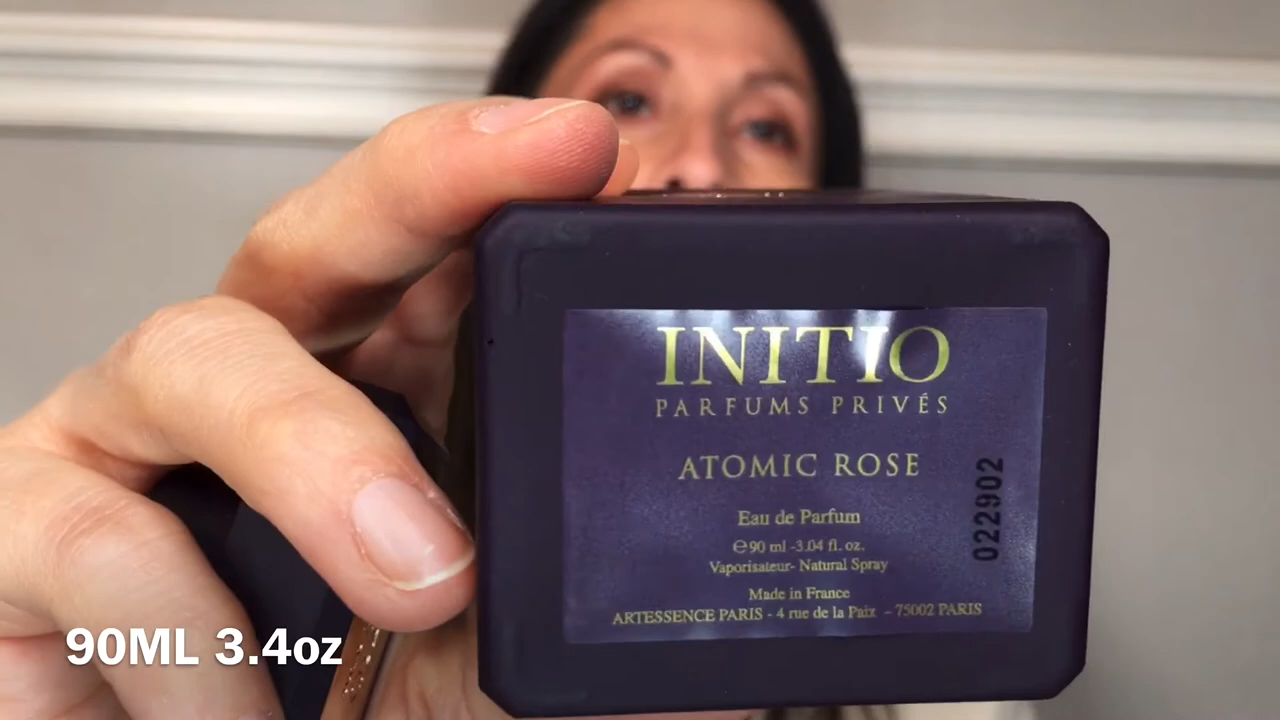 INITIO
PARFUMS PRIVÉS
ATOMIC ROSE
Eau de Parfum
℮90 ml -3.04 fl. oz.
Vaporisateur- Natural Spray
Made in France
ARTESSENCE PARIS - 4 rue de la Paix – 75002 PARIS
022902
90ML 3.4oz